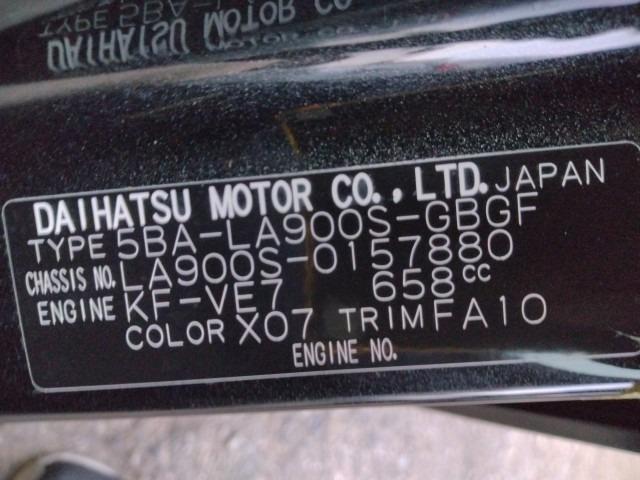 DAIHATSU MOTOR CO., LTD. JAPAN
TYPE 5BA-LA900S-GBGF
CHASSIS NO. LA900S-0157880
ENGINE KF-VE7 658cc
COLOR X07 TRIM FA10
ENGINE NO.